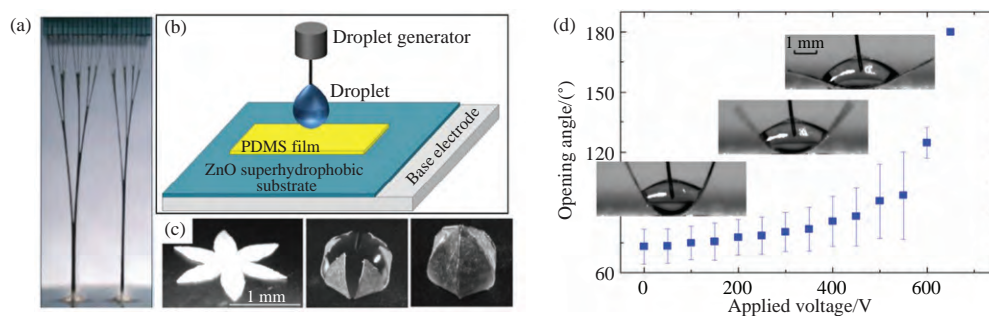 (a)
(b)
Droplet generator
Droplet
PDMS film
ZnO superhydrophobic
substrate
Base electrode
(c)
1 mm
(d)
180
150
120
90
60
Opening angle/(°)
1 mm
0
200
400
600
Applied voltage/V